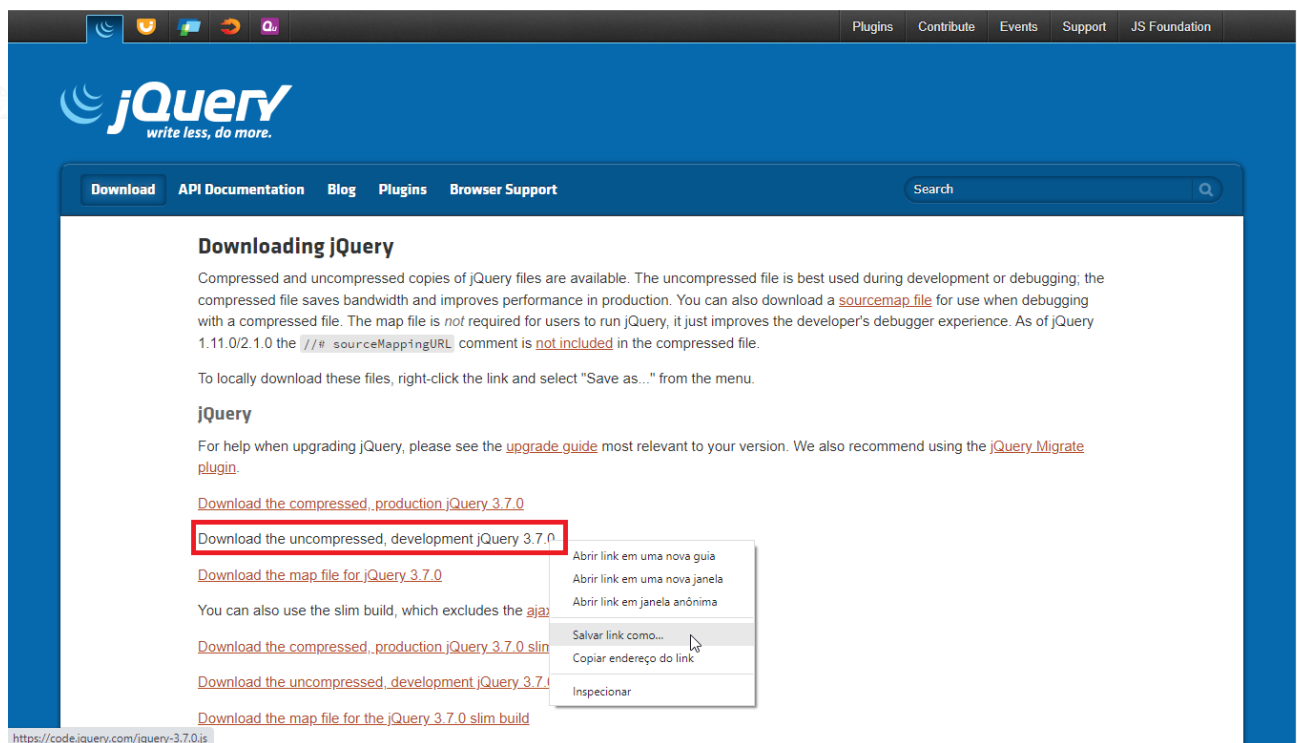 Qu
Plugins Contribute Events Support JS Foundation
jQuery
write less, do more.
Download API Documentation Blog Plugins Browser Support Search
Downloading jQuery
Compressed and uncompressed copies of jQuery files are available. The uncompressed file is best used during development or debugging; the
compressed file saves bandwidth and improves performance in production. You can also download a sourcemap file for use when debugging
with a compressed file. The map file is not required for users to run jQuery, it just improves the developer's debugger experience. As of jQuery
1.11.0/2.1.0 the //# sourceMappingURL comment is not included in the compressed file.
To locally download these files, right-click the link and select "Save as..." from the menu.
jQuery
For help when upgrading jQuery, please see the upgrade guide most relevant to your version. We also recommend using the jQuery Migrate
plugin.
Download the compressed, production jQuery 3.7.0
Download the uncompressed, development jQuery 3.7.0
Download the map file for jQuery 3.7.0
You can also use the slim build, which excludes the
Download the compressed, production jQuery 3.7.0
Download the uncompressed, development jQuery
Download the map file for the jQuery 3.7.0 slim build
Abrir link em uma nova guia
Abrir link em uma nova janela
Abrir link em janela anônima
Salvar link como...
Copiar endereço do link
Inspecionar
https://code.jquery.com/jquery-3.7.0.js